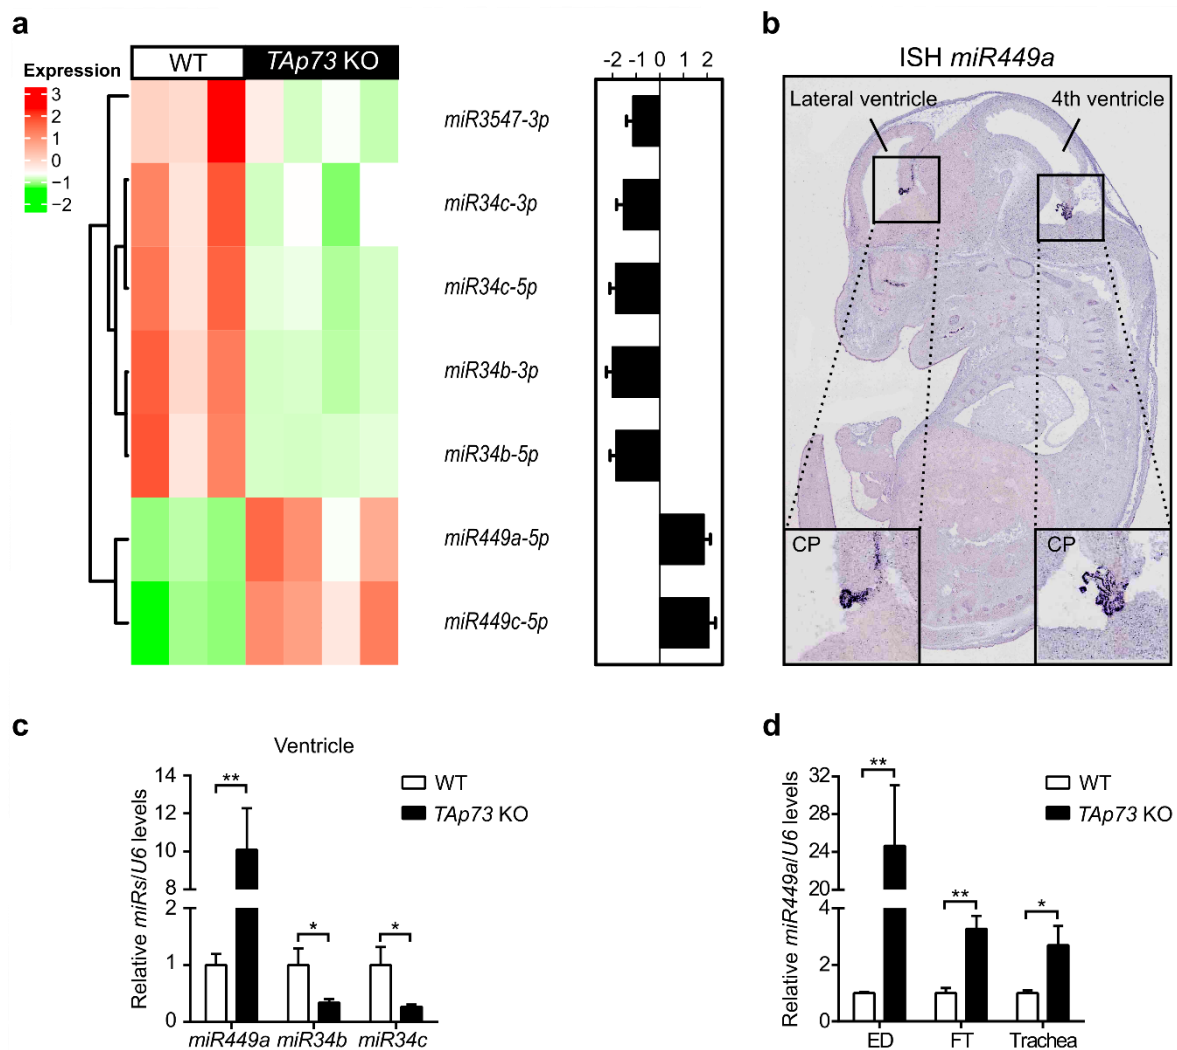 a
WT TAp73 KO
Expression
3
2
1
0
−1
−2
-2 -1 0 1 2
miR3547-3p
miR34c-3p
miR34c-5p
miR34b-3p
miR34b-5p
miR449a-5p
miR449c-5p
b
ISH miR449a
Lateral ventricle
4th ventricle
CP
CP
c
Ventricle
Relative miRs/U6 levels
14
12
10
8
2
1
0
**
*
*
WT
TAp73 KO
miR449a miR34b miR34c
d
Relative miR449a/U6 levels
32
28
24
20
4
2
0
**
**
*
WT
TAp73 KO
ED FT Trachea